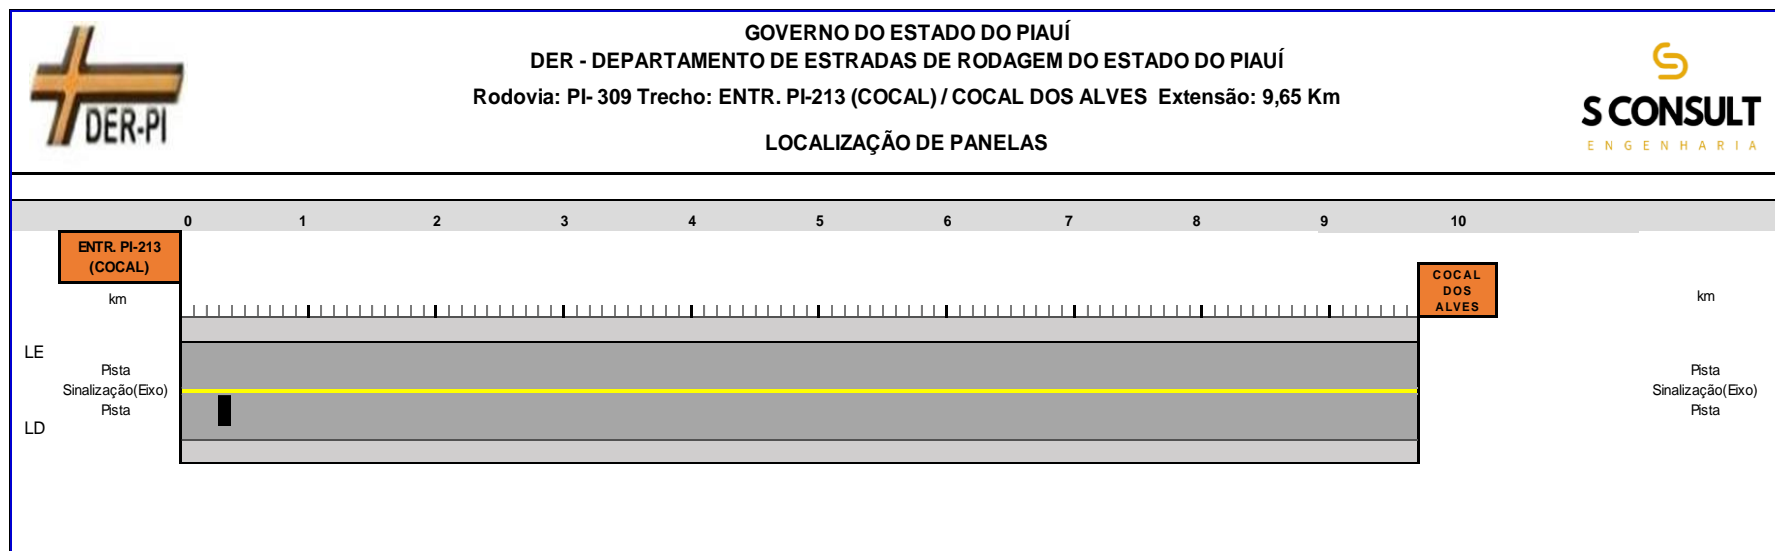 GOVERNO DO ESTADO DO PIAUÍ
DER - DEPARTAMENTO DE ESTRADAS DE RODAGEM DO ESTADO DO PIAUÍ
Rodovia: PI- 309 Trecho: ENTR. PI-213 (COCAL) / COCAL DOS ALVES Extensão: 9,65 Km
LOCALIZAÇÃO DE PANELAS
DER-PI
S CONSULT
ENGENHARIA
0 1 2 3 4 5 6 7 8 9 10
ENTR. PI-213
(COCAL)
COCAL
DOS
ALVES
km
km
LE
Pista
Sinalização(Eixo)
Pista
LD
Pista
Sinalização(Eixo)
Pista